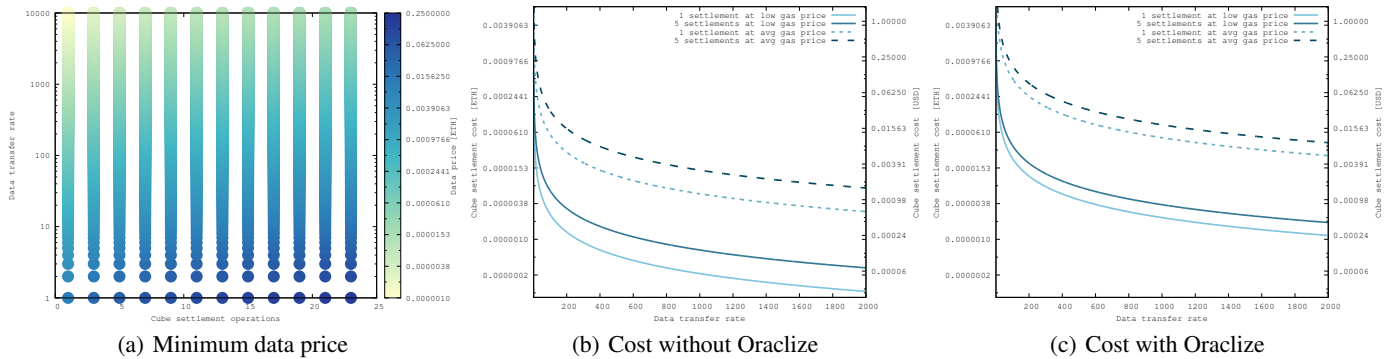 10000
1000
100
10
1
Data transfer rate
0
5
10
15
20
25
Cube settlement operations
0.2500000
0.0625000
0.0156250
0.0039063
0.0009766
0.0002441
0.0000610
0.0000153
0.0000038
0.0000010
Data price [ETH]
(a) Minimum data price
1 settlement at low gas price
5 settlements at low gas price
1 settlement at avg gas price
5 settlements at avg gas price
0.0039063
0.0009766
0.0002441
0.0000610
0.0000153
0.0000038
0.0000010
0.0000002
Cube settlement cost [ETH]
1.00000
0.25000
0.06250
0.01563
0.00391
0.00098
0.00024
0.00006
Cube settlement cost [USD]
200 400 600 800 1000 1200 1400 1600 1800 2000
Data transfer rate
(b) Cost without Oraclize
1 settlement at low gas price
5 settlements at low gas price
1 settlement at avg gas price
5 settlements at avg gas price
0.0039063
0.0009766
0.0002441
0.0000610
0.0000153
0.0000038
0.0000010
0.0000002
Cube settlement cost [ETH]
1.00000
0.25000
0.06250
0.01563
0.00391
0.00098
0.00024
0.00006
Cube settlement cost [USD]
200 400 600 800 1000 1200 1400 1600 1800 2000
Data transfer rate
(c) Cost with Oraclize